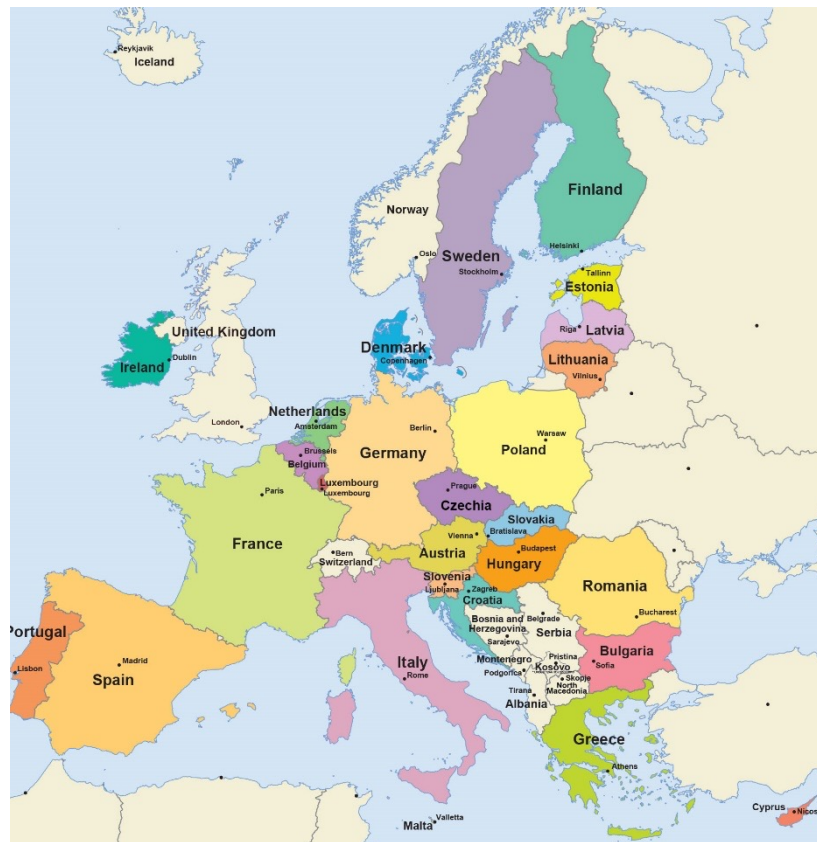 Reykjavik
Iceland
Finland
Norway
Helsinki
Oslo
Sweden
Stockholm
Tallinn
Estonia
United Kingdom
Riga
Latvia
Denmark
Copenhagen
Dublin
Ireland
Lithuania
Vilnius
Netherlands
Amsterdam
London
Berlin
Warsaw
Poland
Brussels
Belgium
Germany
Luxembourg
Luxembourg
Prague
Czechia
Paris
Slovakia
Bratislava
Vienna
France
Bern
Switzerland
Austria
Budapest
Hungary
Slovenia
Ljubljana
Zagreb
Croatia
Romania
Bucharest
Bosnia and
Herzegovina
Sarajevo
Belgrade
Serbia
Portugal
Lisbon
Madrid
Spain
Italy
Rome
Montenegro
Podgorica
Pristina
Kosovo
Bulgaria
Sofia
Skopje
North
Macedonia
Tirana
Albania
Greece
Athens
Valletta
Malta
Cyprus
Nicos